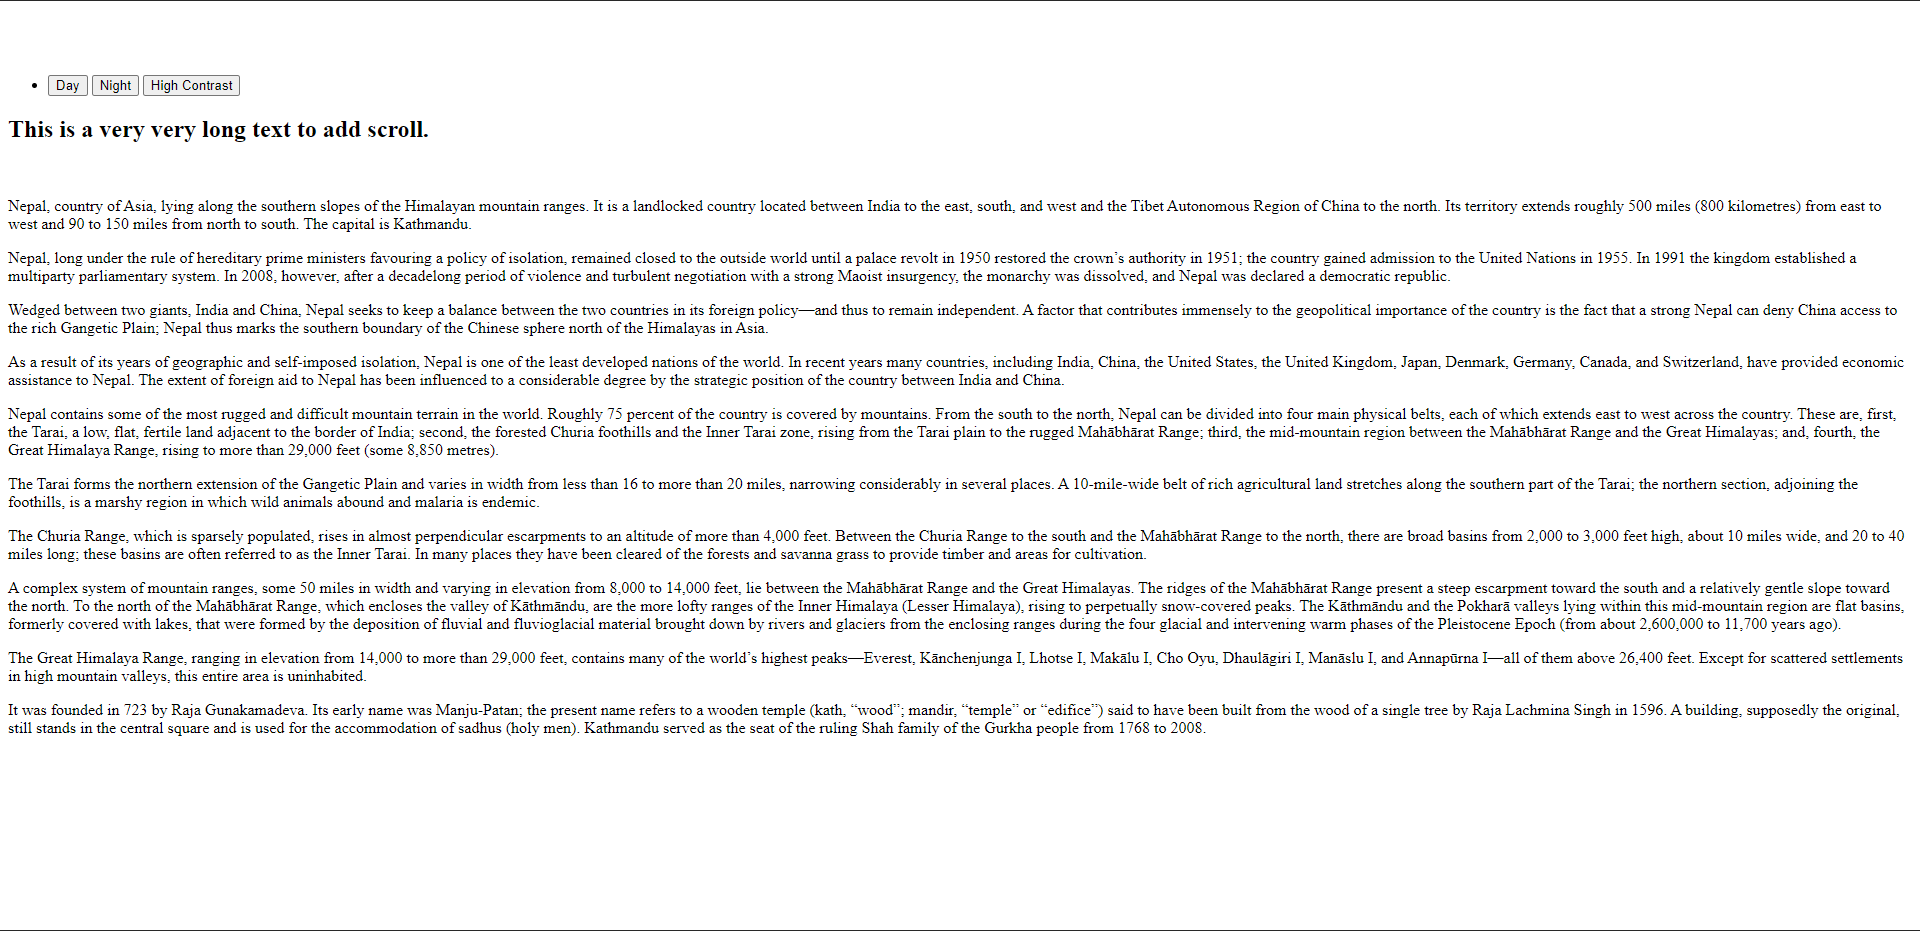 Day Night High Contrast
This is a very very long text to add scroll.
Nepal, country of Asia, lying along the southern slopes of the Himalayan mountain ranges. It is a landlocked country located between India to the east, south, and west and the Tibet Autonomous Region of China to the north. Its territory extends roughly 500 miles (800 kilometres) from east to
west and 90 to 150 miles from north to south. The capital is Kathmandu.
Nepal, long under the rule of hereditary prime ministers favouring a policy of isolation, remained closed to the outside world until a palace revolt in 1950 restored the crown’s authority in 1951; the country gained admission to the United Nations in 1955. In 1991 the kingdom established a
multiparty parliamentary system. In 2008, however, after a decadelong period of violence and turbulent negotiation with a strong Maoist insurgency, the monarchy was dissolved, and Nepal was declared a democratic republic.
Wedged between two giants, India and China, Nepal seeks to keep a balance between the two countries in its foreign policy—and thus to remain independent. A factor that contributes immensely to the geopolitical importance of the country is the fact that a strong Nepal can deny China access to
the rich Gangetic Plain; Nepal thus marks the southern boundary of the Chinese sphere north of the Himalayas in Asia.
As a result of its years of geographic and self-imposed isolation, Nepal is one of the least developed nations of the world. In recent years many countries, including India, China, the United States, the United Kingdom, Japan, Denmark, Germany, Canada, and Switzerland, have provided economic
assistance to Nepal. The extent of foreign aid to Nepal has been influenced to a considerable degree by the strategic position of the country between India and China.
Nepal contains some of the most rugged and difficult mountain terrain in the world. Roughly 75 percent of the country is covered by mountains. From the south to the north, Nepal can be divided into four main physical belts, each of which extends east to west across the country. These are, first,
the Tarai, a low, flat, fertile land adjacent to the border of India; second, the forested Churia foothills and the Inner Tarai zone, rising from the Tarai plain to the rugged Mahābhārat Range; third, the mid-mountain region between the Mahābhārat Range and the Great Himalayas; and, fourth, the
Great Himalaya Range, rising to more than 29,000 feet (some 8,850 metres).
The Tarai forms the northern extension of the Gangetic Plain and varies in width from less than 16 to more than 20 miles, narrowing considerably in several places. A 10-mile-wide belt of rich agricultural land stretches along the southern part of the Tarai; the northern section, adjoining the
foothills, is a marshy region in which wild animals abound and malaria is endemic.
The Churia Range, which is sparsely populated, rises in almost perpendicular escarpments to an altitude of more than 4,000 feet. Between the Churia Range to the south and the Mahābhārat Range to the north, there are broad basins from 2,000 to 3,000 feet high, about 10 miles wide, and 20 to 40
miles long; these basins are often referred to as the Inner Tarai. In many places they have been cleared of the forests and savanna grass to provide timber and areas for cultivation.
A complex system of mountain ranges, some 50 miles in width and varying in elevation from 8,000 to 14,000 feet, lie between the Mahābhārat Range and the Great Himalayas. The ridges of the Mahābhārat Range present a steep escarpment toward the south and a relatively gentle slope toward
the north. To the north of the Mahābhārat Range, which encloses the valley of Kāthmāndu, are the more lofty ranges of the Inner Himalaya (Lesser Himalaya), rising to perpetually snow-covered peaks. The Kāthmāndu and the Pokharā valleys lying within this mid-mountain region are flat basins,
formerly covered with lakes, that were formed by the deposition of fluvial and fluvioglacial material brought down by rivers and glaciers from the enclosing ranges during the four glacial and intervening warm phases of the Pleistocene Epoch (from about 2,600,000 to 11,700 years ago).
The Great Himalaya Range, ranging in elevation from 14,000 to more than 29,000 feet, contains many of the world’s highest peaks—Everest, Kānchenjunga I, Lhotse I, Makālu I, Cho Oyu, Dhaulāgiri I, Manāslu I, and Annapūrna I—all of them above 26,400 feet. Except for scattered settlements
in high mountain valleys, this entire area is uninhabited.
It was founded in 723 by Raja Gunakamadeva. Its early name was Manju-Patan; the present name refers to a wooden temple (kath, “wood”; mandir, “temple” or “edifice”) said to have been built from the wood of a single tree by Raja Lachmina Singh in 1596. A building, supposedly the original,
still stands in the central square and is used for the accommodation of sadhus (holy men). Kathmandu served as the seat of the ruling Shah family of the Gurkha people from 1768 to 2008.